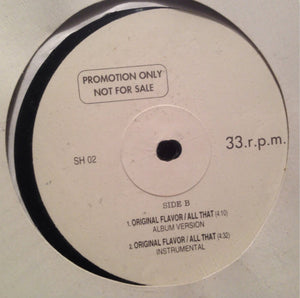 PROMOTION ONLY
NOT FOR SALE
SH 02
33.r.p.m.
SIDE B
1. ORIGINAL FLAVOR / ALL THAT (4:10)
ALBUM VERSION
2. ORIGINAL FLAVOR / ALL THAT (4:32)
INSTRUMENTAL